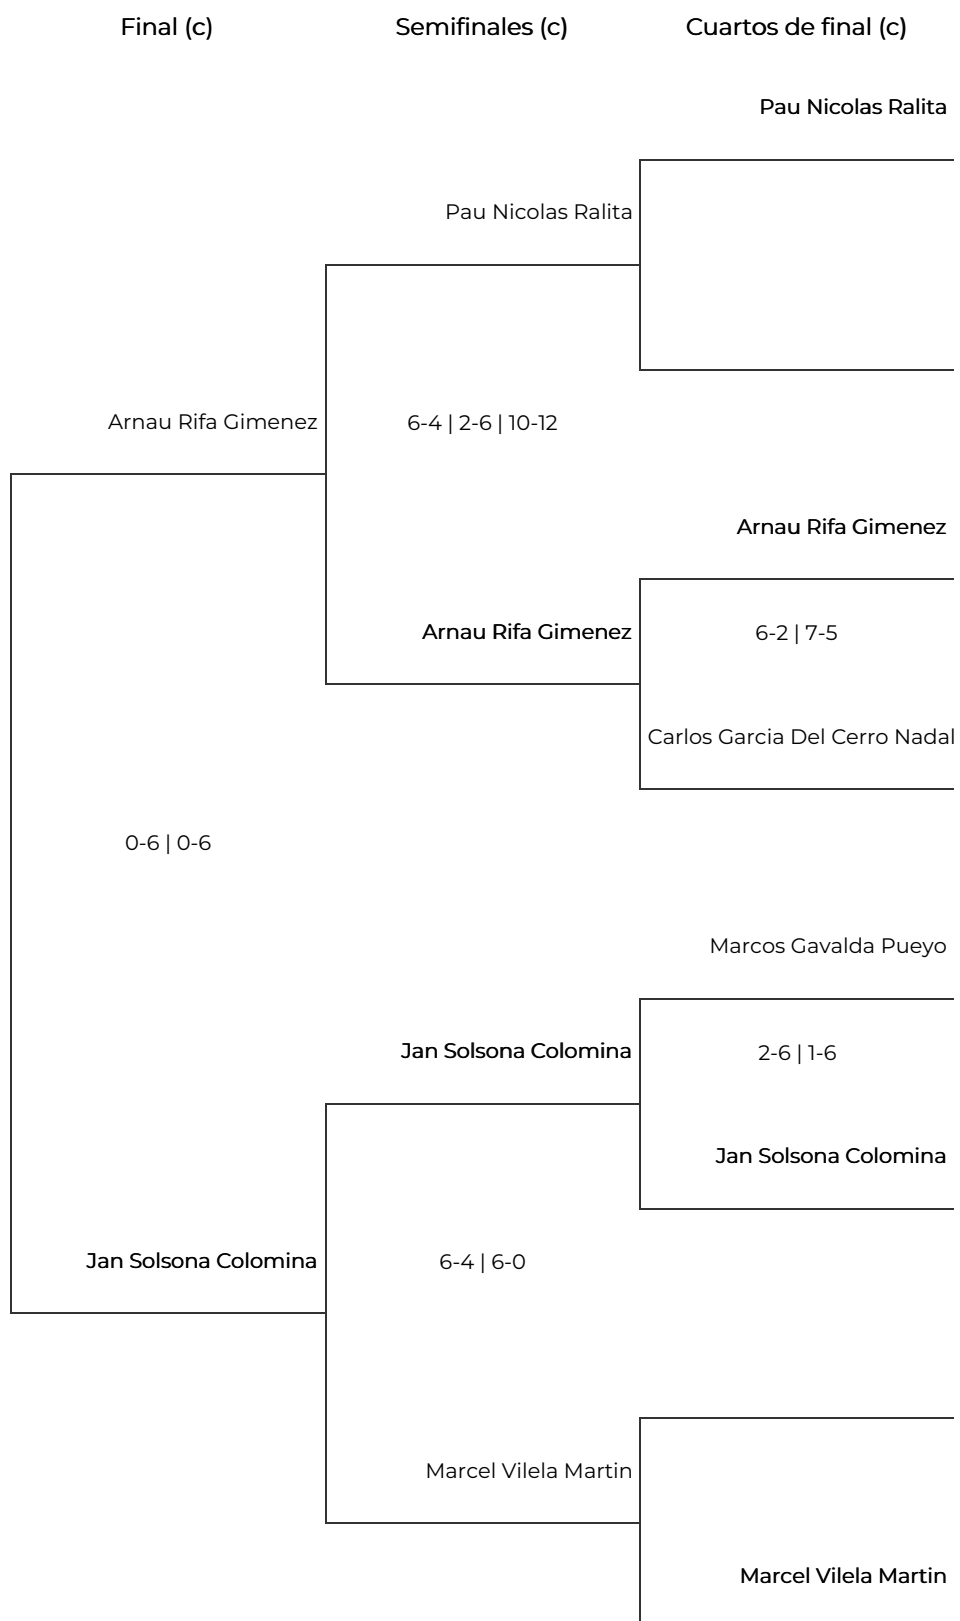 Final (c)
Semifinales (c)
Cuartos de final (c)
Pau Nicolas Ralita
Pau Nicolas Ralita
Arnau Rifa Gimenez
6-4 | 2-6 | 10-12
Arnau Rifa Gimenez
Arnau Rifa Gimenez
6-2 | 7-5
Carlos Garcia Del Cerro Nadal
0-6 | 0-6
Marcos Gavalda Pueyo
Jan Solsona Colomina
2-6 | 1-6
Jan Solsona Colomina
Jan Solsona Colomina
6-4 | 6-0
Marcel Vilela Martin
Marcel Vilela Martin